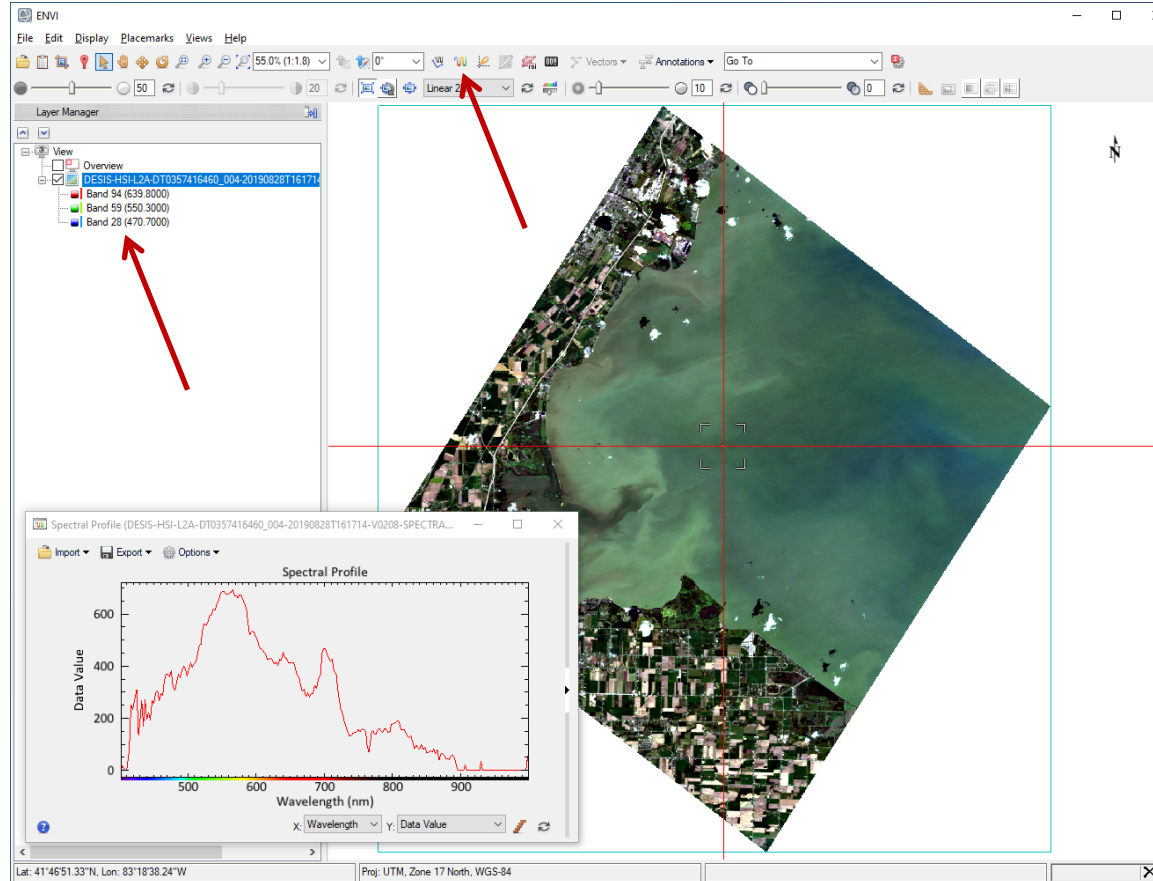 ENVI
File Edit Display Placemarks Views Help
55.0% (1:1.8) 0° Vectors Annotations Go To
50 20 Linear 2 10 0
Layer Manager
View
Overview
DESIS-HSI-L2A-DT0357416460_004-20190828T161714
Band 94 (639.8000)
Band 59 (550.3000)
Band 28 (470.7000)
N
Spectral Profile (DESIS-HSI-L2A-DT0357416460_004-20190828T161714-V0208-SPECTRA...
Import Export Options
Spectral Profile
600
400
200
0
Data Value
500 600 700 800 900
Wavelength (nm)
X: Wavelength Y: Data Value
Lat: 41°46'51.33"N, Lon: 83°18'38.24"W Proj: UTM, Zone 17 North, WGS-84